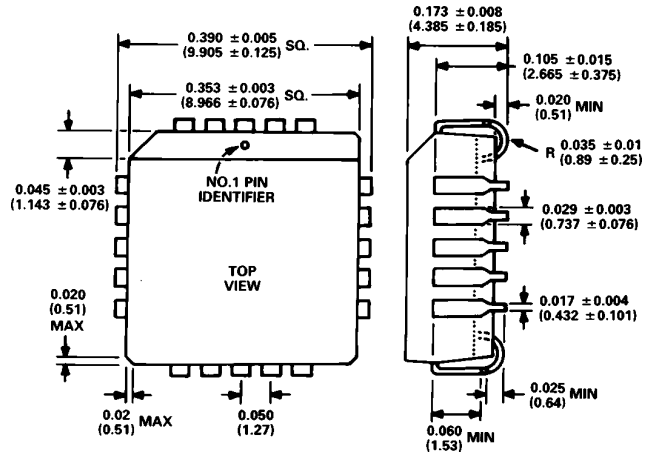 0.390 ±0.005
(9.905 ±0.125) SQ.
0.353 ±0.003
(8.966 ±0.076) SQ.
NO.1 PIN
IDENTIFIER
0.045 ±0.003
(1.143 ±0.076)
TOP
VIEW
0.020
(0.51)
MAX
0.02
(0.51) MAX
0.050
(1.27)
0.173 ±0.008
(4.385 ±0.185)
0.105 ±0.015
(2.665 ±0.375)
0.020
(0.51) MIN
R 0.035 ±0.01
(0.89 ±0.25)
0.029 ±0.003
(0.737 ±0.076)
0.017 ±0.004
(0.432 ±0.101)
0.025
(0.64) MIN
0.060
(1.53) MIN